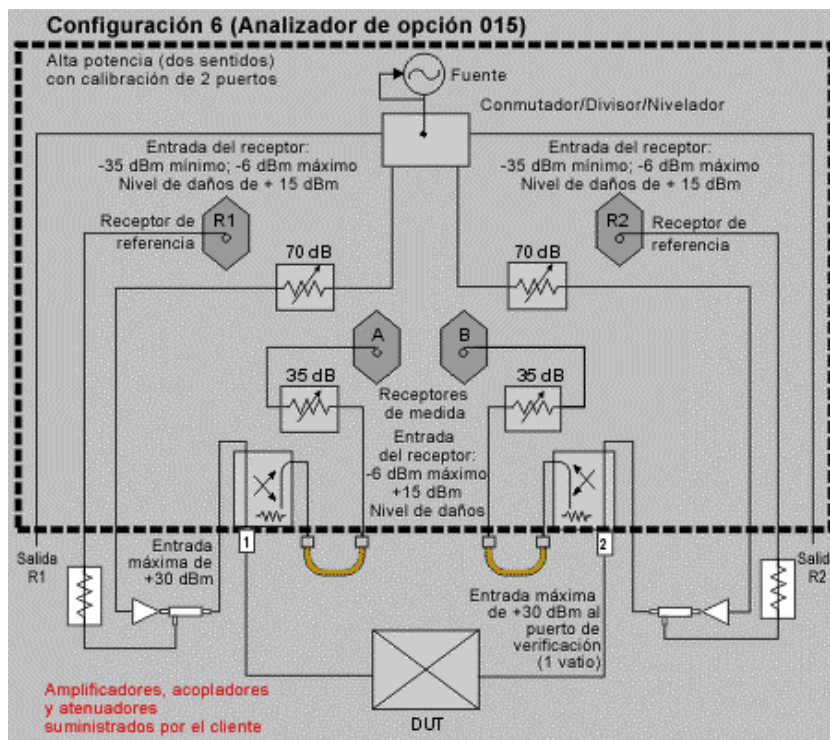 Configuración 6 (Analizador de opción 015)
Alta potencia (dos sentidos)
con calibración de 2 puertos
Fuente
Conmutador/Divisor/Nivelador
Entrada del receptor:
-35 dBm mínimo; -6 dBm máximo
Nivel de daños de + 15 dBm
Entrada del receptor:
-35 dBm mínimo; -6 dBm máximo
Nivel de daños de + 15 dBm
Receptor de
referencia
R1
R2
Receptor de
referencia
70 dB
70 dB
A
B
35 dB
35 dB
Receptores
de medida
Entrada
del receptor:
-6 dBm máximo
+15 dBm
Nivel de daños
1
2
Salida
R1
Entrada
máxima de
+30 dBm
Entrada máxima
de +30 dBm al
puerto de
verificación
(1 vatio)
Salida
R2
Amplificadores, acopladores
y atenuadores
suministrados por el cliente
DUT